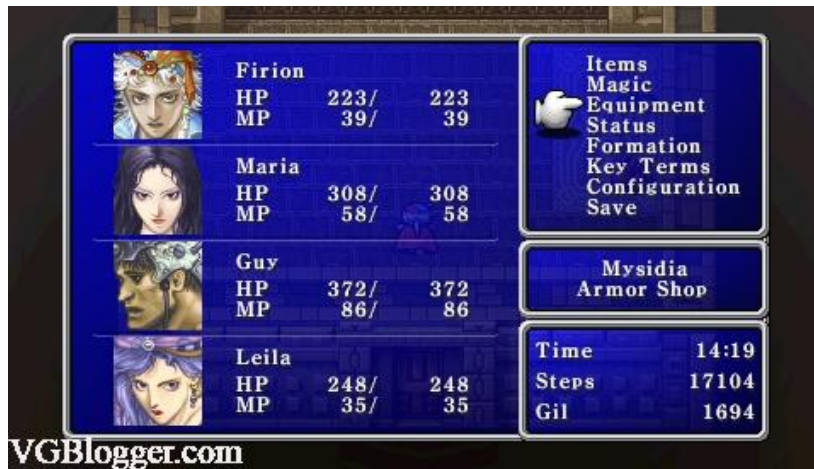 Firion
HP 223/ 223
MP 39/ 39
Maria
HP 308/ 308
MP 58/ 58
Guy
HP 372/ 372
MP 86/ 86
Leila
HP 248/ 248
MP 35/ 35
Items
Magic
Equipment
Status
Formation
Key Terms
Configuration
Save
Mysidia
Armor Shop
Time 14:19
Steps 17104
Gil 1694
VGBlogger.com